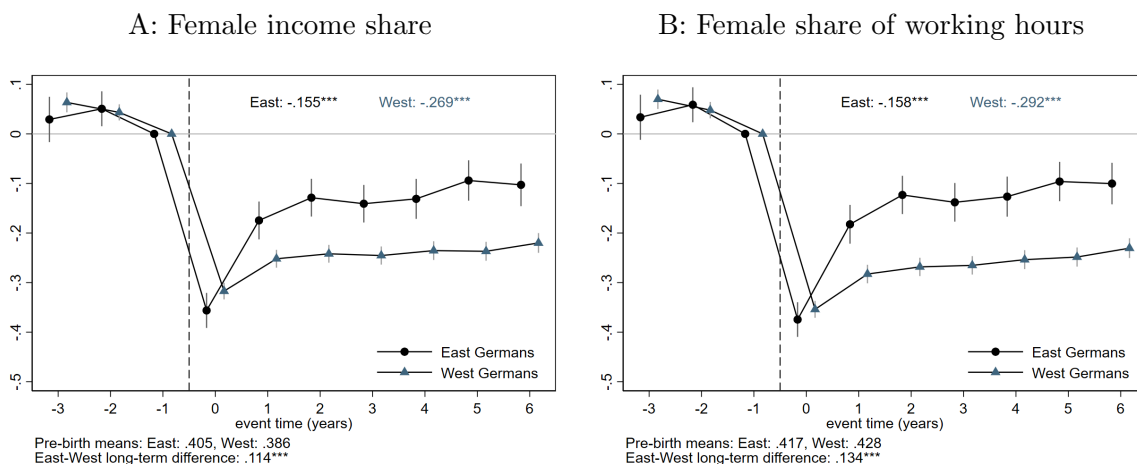 A: Female income share
East: -.155***
West: -.269***
.1
0
-.1
-.2
-.3
-.4
-.5
East Germans
West Germans
-3 -2 -1 0 1 2 3 4 5 6
event time (years)
Pre-birth means: East: .405, West: .386
East-West long-term difference: .114***
B: Female share of working hours
East: -.158***
West: -.292***
.1
0
-.1
-.2
-.3
-.4
-.5
East Germans
West Germans
-3 -2 -1 0 1 2 3 4 5 6
event time (years)
Pre-birth means: East: .417, West: .428
East-West long-term difference: .134***